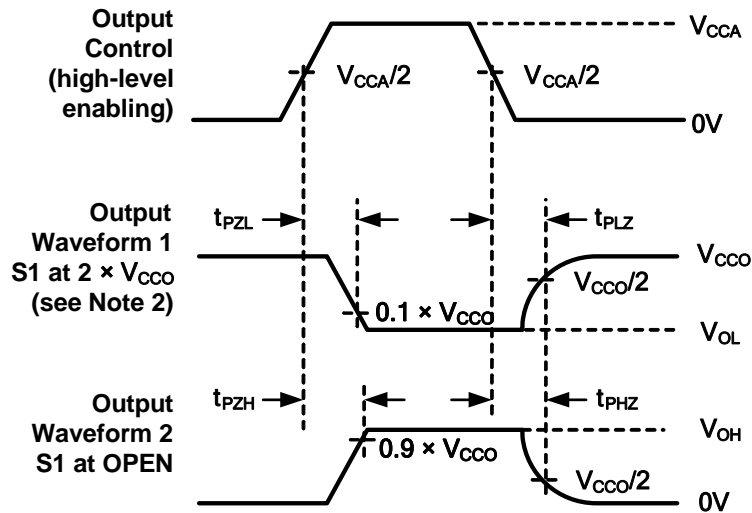 Output
Control
(high-level
enabling)
V_CCA
V_CCA/2
V_CCA/2
0V
Output
Waveform 1
S1 at 2 × V_CCO
(see Note 2)
t_PZL
t_PLZ
V_CCO
V_CCO/2
0.1 × V_CCO
V_OL
Output
Waveform 2
S1 at OPEN
t_PZH
t_PHZ
V_OH
0.9 × V_CCO
V_CCO/2
0V